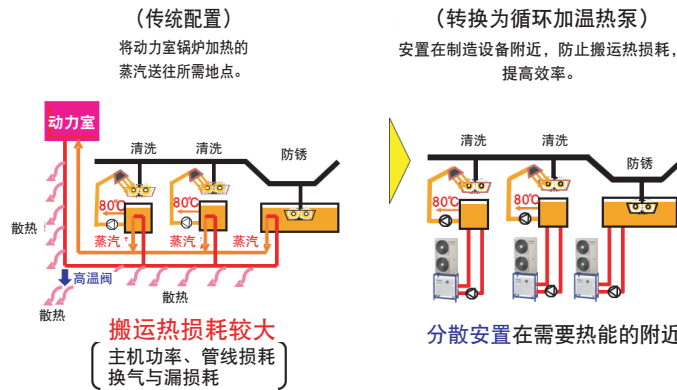 （传统配置）
将动力室锅炉加热的
蒸汽送往所需地点。
动力室
清洗
清洗
防锈
80℃
80℃
散热
蒸汽
蒸汽
蒸汽
高温阀
散热
散热
搬运热损耗较大
主机功率、管线损耗
换气与漏损耗
（转换为循环加温热泵）
安置在制造设备附近，防止搬运热损耗，
提高效率。
清洗
清洗
防锈
80℃
80℃
分散安置在需要热能的附近